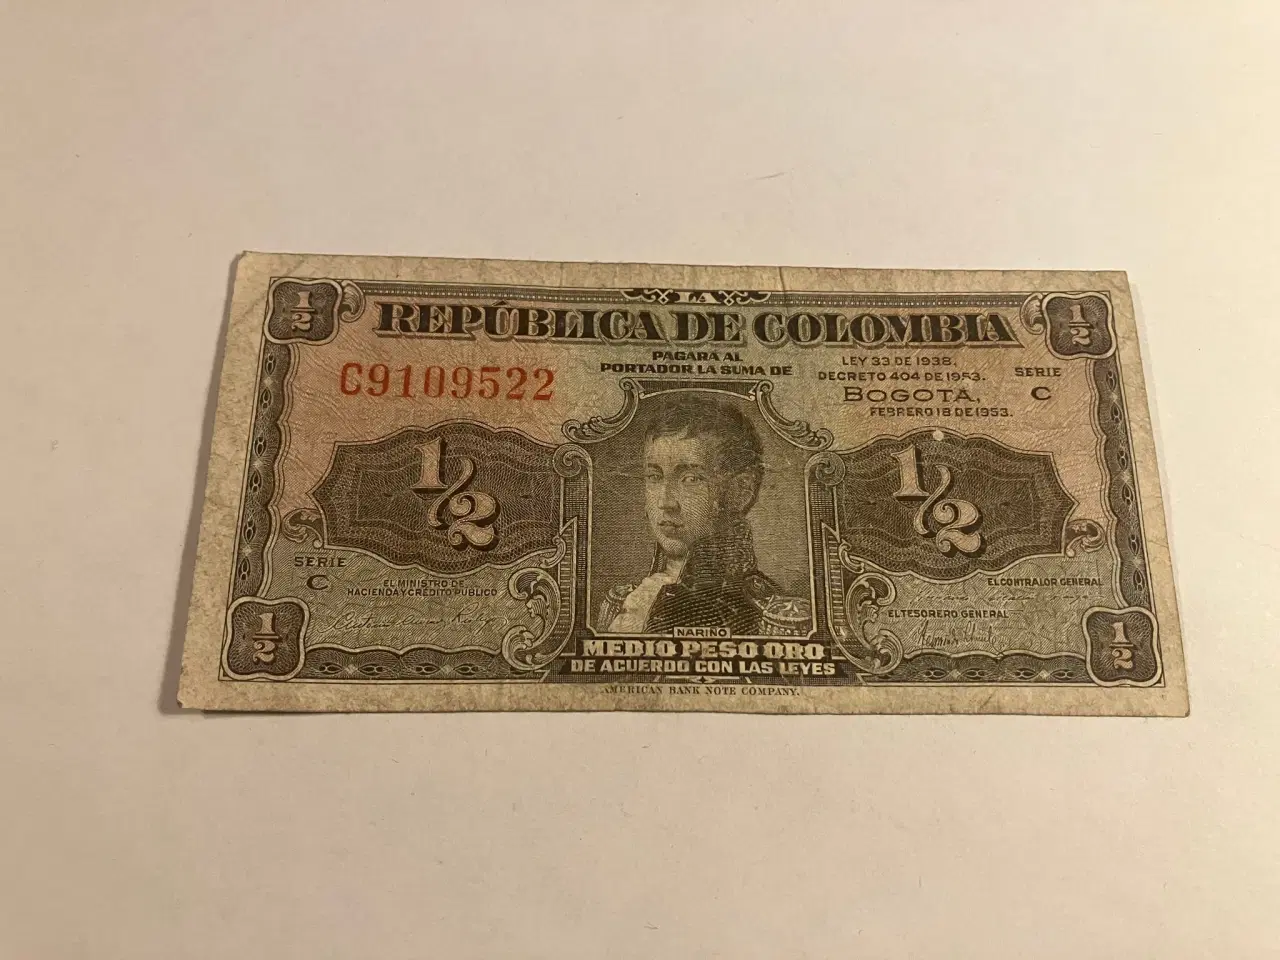 1/2
LA
1/2
REPÚBLICA DE COLOMBIA
PAGARÁ AL
PORTADOR LA SUMA DE
LEY 33 DE 1938.
DECRETO 404 DE 1953.
BOGOTA,
FEBRERO 18 DE 1953.
SERIE
C
C9109522
1/2
1/2
SERIE
C
EL MINISTRO DE
HACIENDA Y CRÉDITO PÚBLICO
EL CONTRALOR GENERAL
EL TESORERO GENERAL
1/2
NARIÑO
MEDIO PESO ORO
DE ACUERDO CON LAS LEYES
1/2
AMERICAN BANK NOTE COMPANY.